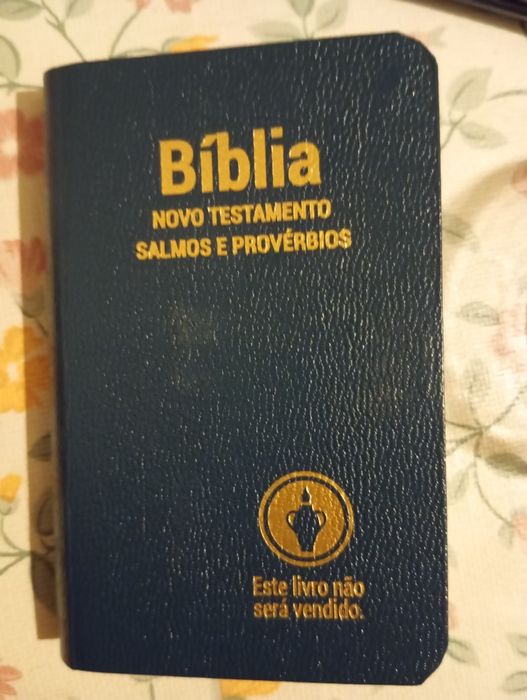 Bíblia
NOVO TESTAMENTO
SALMOS E PROVÉRBIOS
Este livro não
será vendido.